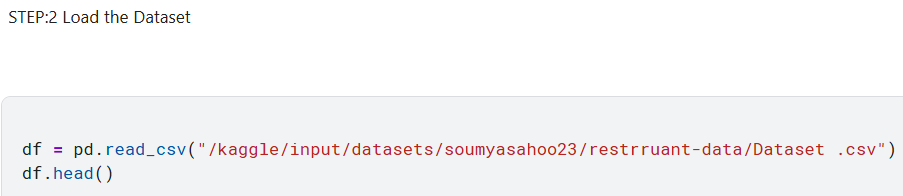 STEP:2 Load the Dataset
df = pd.read_csv("/kaggle/input/datasets/soumyasahoo23/restrruant-data/Dataset .csv")
df.head()